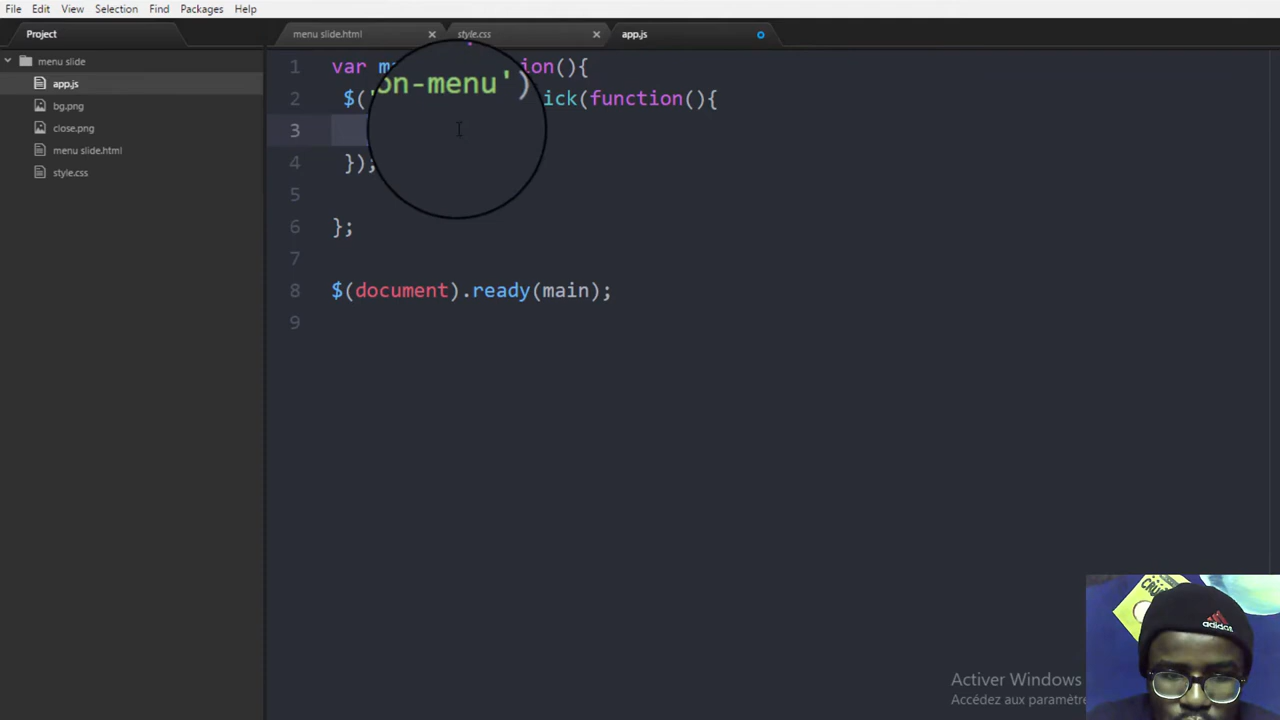 File Edit View Selection Find Packages Help
Project
menu slide.html
style.css
app.js
menu slide
app.js
bg.png
close.png
menu slide.html
style.css
1 var ion(){
2 $(' on-menu') ick(function(){
3
4 });
5
6 };
7
8 $(document).ready(main);
9
adidas
Activer Windows
Accédez aux paramètre